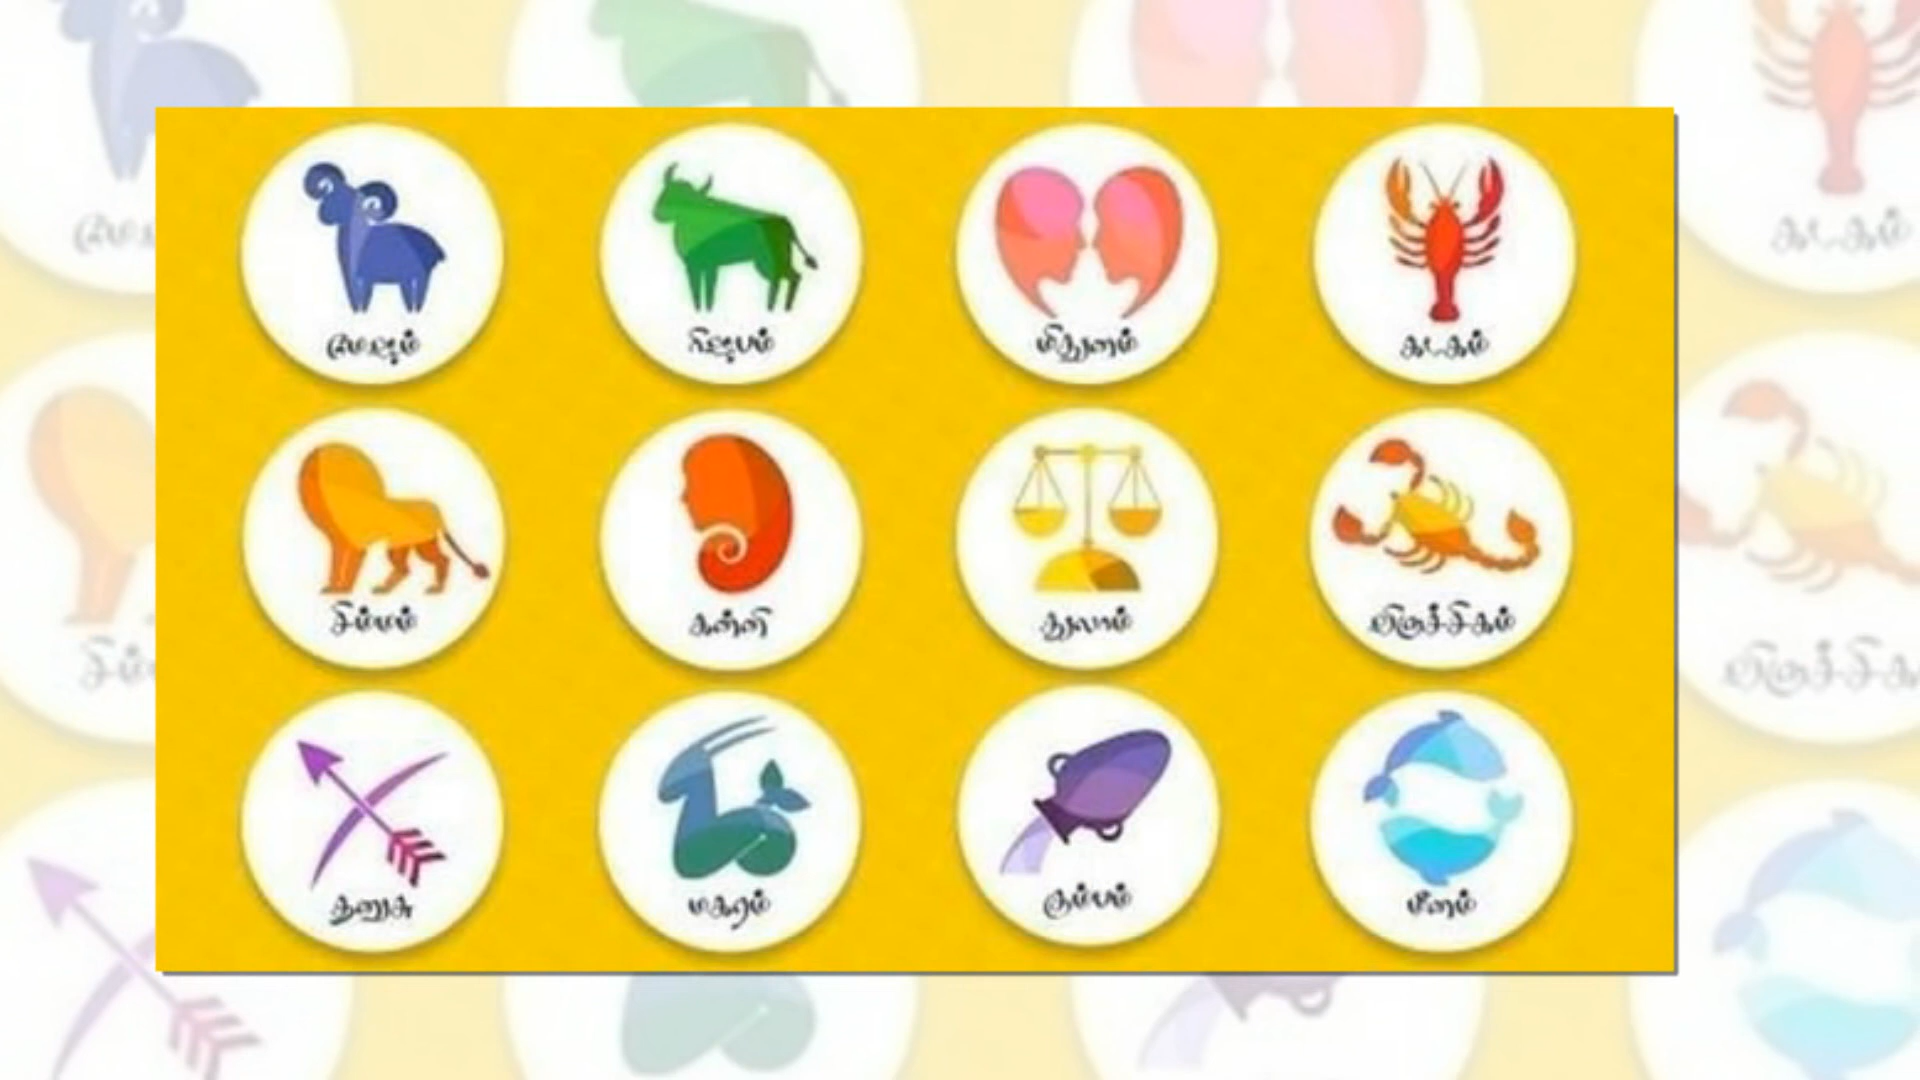 மேஷம்
ரிஷபம்
மிதுனம்
கடகம்
சிம்மம்
கன்னி
துலாம்
விருச்சிகம்
தனுசு
மகரம்
கும்பம்
மீனம்